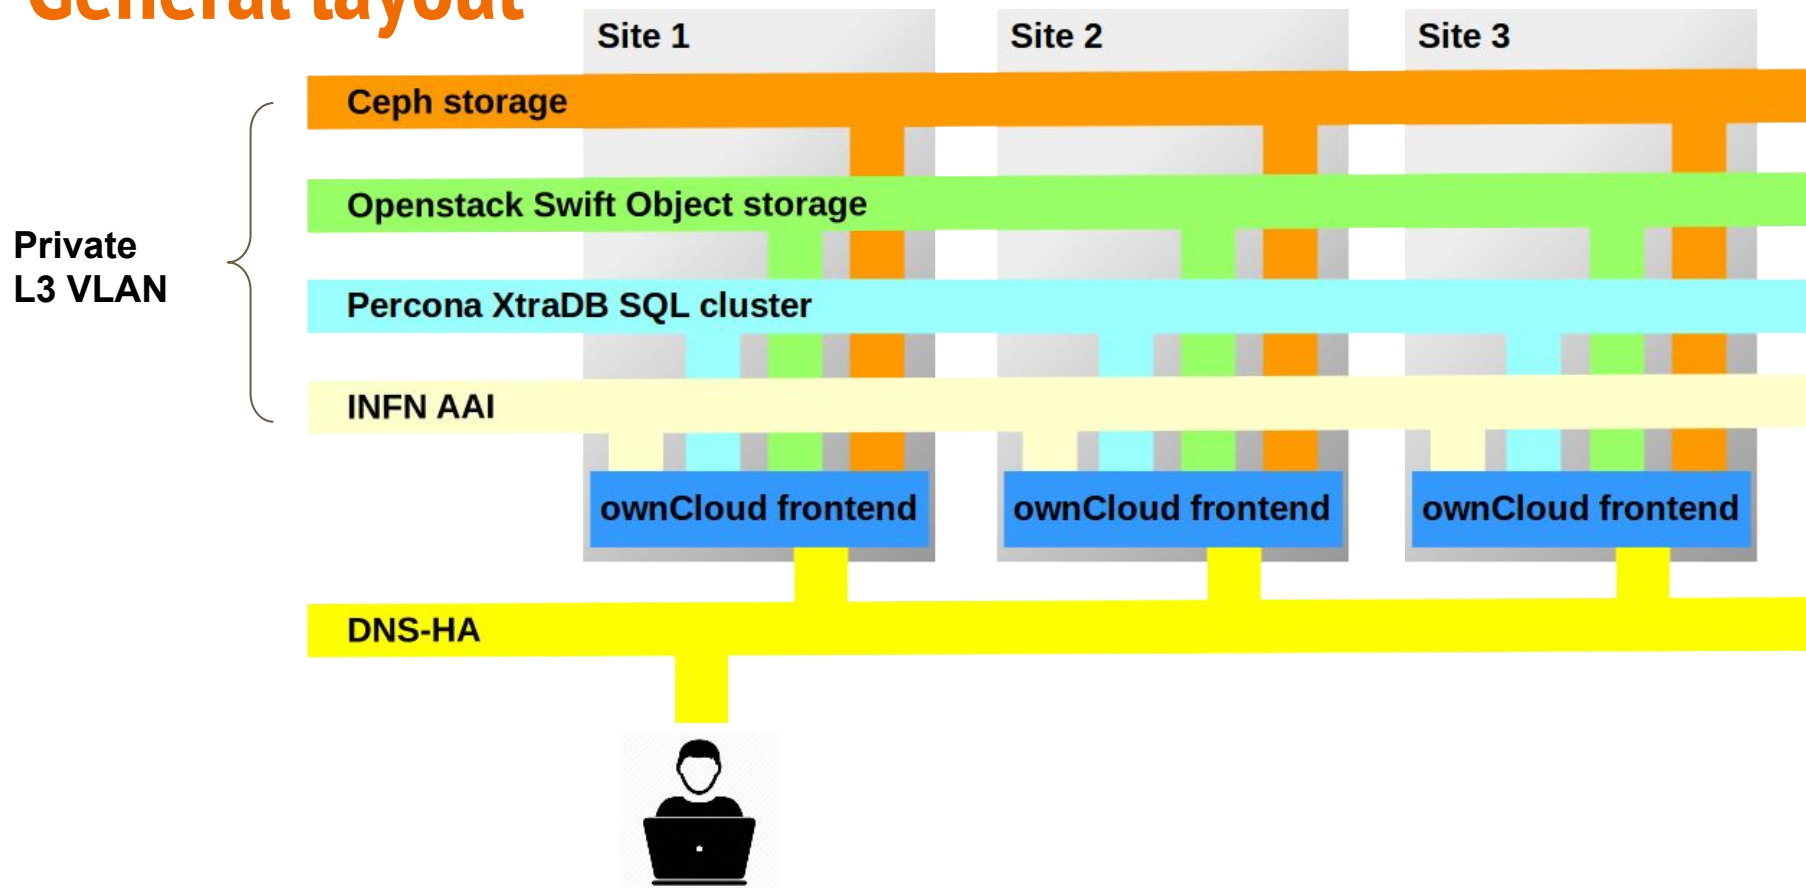 General layout
Site 1
Site 2
Site 3
Ceph storage
Openstack Swift Object storage
Private
L3 VLAN
Percona XtraDB SQL cluster
INFN AAI
ownCloud frontend
ownCloud frontend
ownCloud frontend
DNS-HA